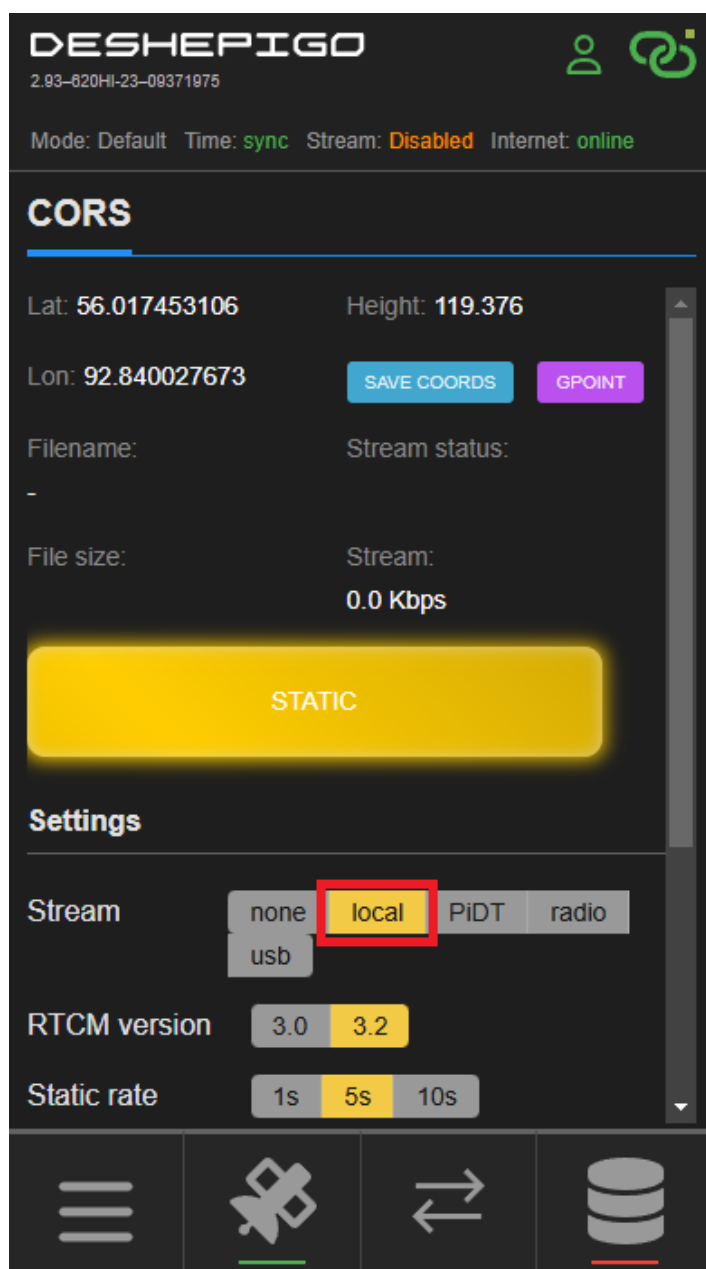 DESHEPIGO
2.93–620HI-23–09371975
Mode: Default Time: sync Stream: Disabled Internet: online
CORS
Lat: 56.017453106 Height: 119.376
Lon: 92.840027673 SAVE COORDS GPOINT
Filename: Stream status:
-
File size: Stream:
0.0 Kbps
STATIC
Settings
Stream none local PiDT radio
usb
RTCM version 3.0 3.2
Static rate 1s 5s 10s